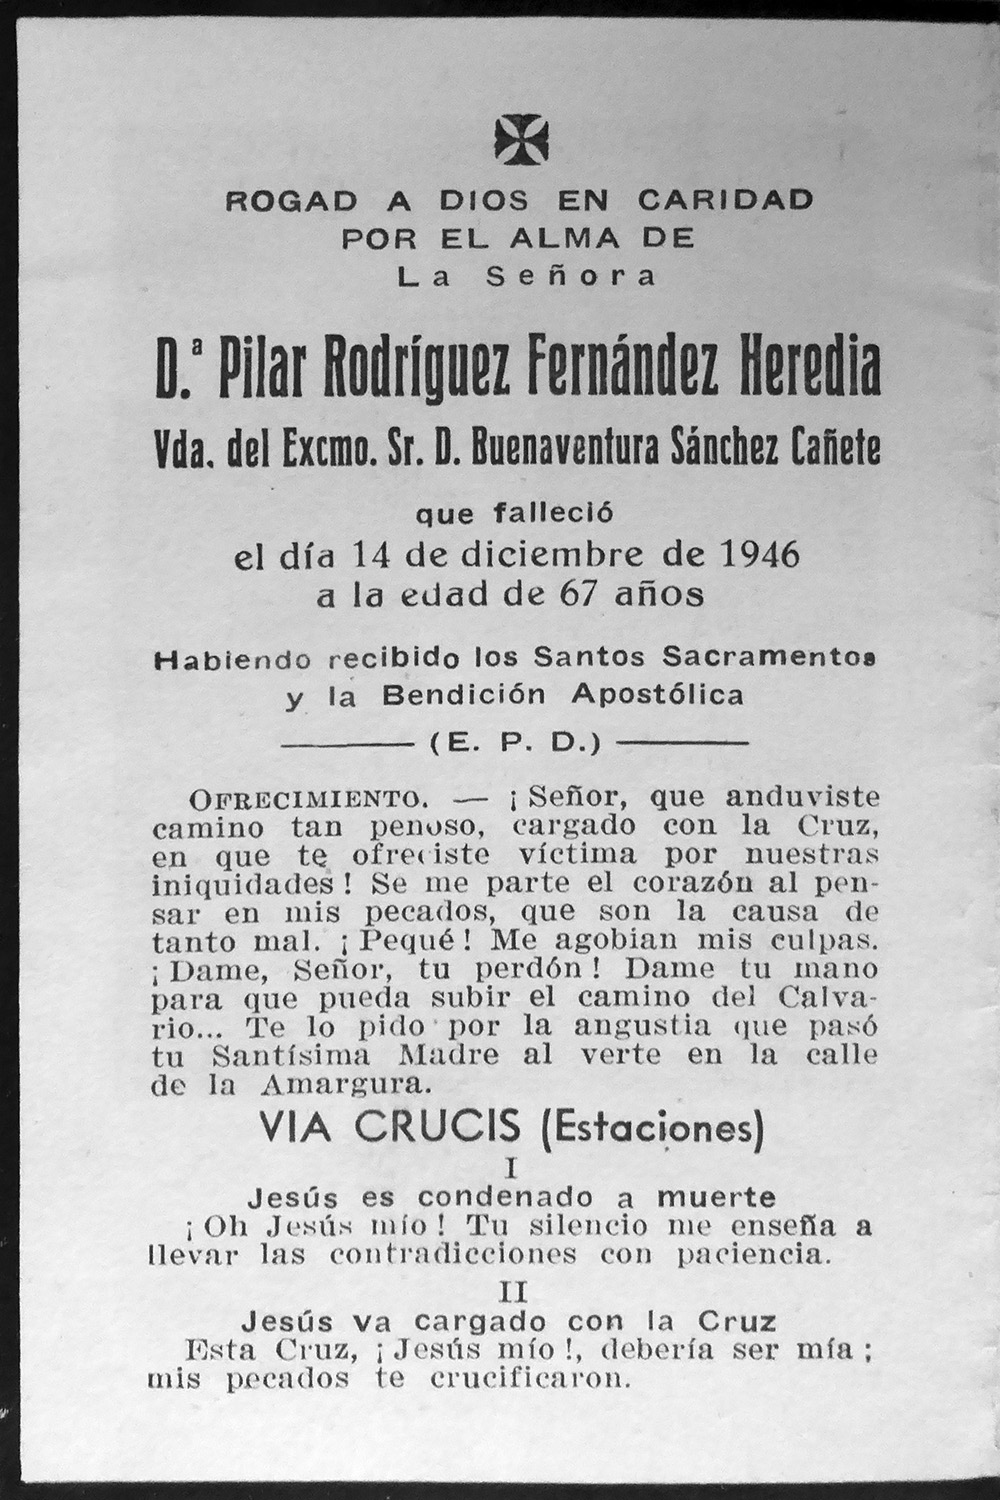 ROGAD A DIOS EN CARIDAD
POR EL ALMA DE
La Señora
D.ª Pilar Rodríguez Fernández Heredia
Vda. del Excmo. Sr. D. Buenaventura Sánchez Cañete
que falleció
el día 14 de diciembre de 1946
a la edad de 67 años
Habiendo recibido los Santos Sacramentos
y la Bendición Apostólica
(E. P. D.)
OFRECIMIENTO. — ¡Señor, que anduviste
camino tan penoso, cargado con la Cruz,
en que te ofreciste víctima por nuestras
iniquidades! Se me parte el corazón al pen-
sar en mis pecados, que son la causa de
tanto mal. ¡Pequé! Me agobian mis culpas.
¡Dame, Señor, tu perdón! Dame tu mano
para que pueda subir el camino del Calva-
rio... Te lo pido por la angustia que pasó
tu Santísima Madre al verte en la calle
de la Amargura.
VIA CRUCIS (Estaciones)
I
Jesús es condenado a muerte
¡Oh Jesús mío! Tu silencio me enseña a
llevar las contradicciones con paciencia.
II
Jesús va cargado con la Cruz
Esta Cruz, ¡Jesús mío!, debería ser mía;
mis pecados te crucificaron.